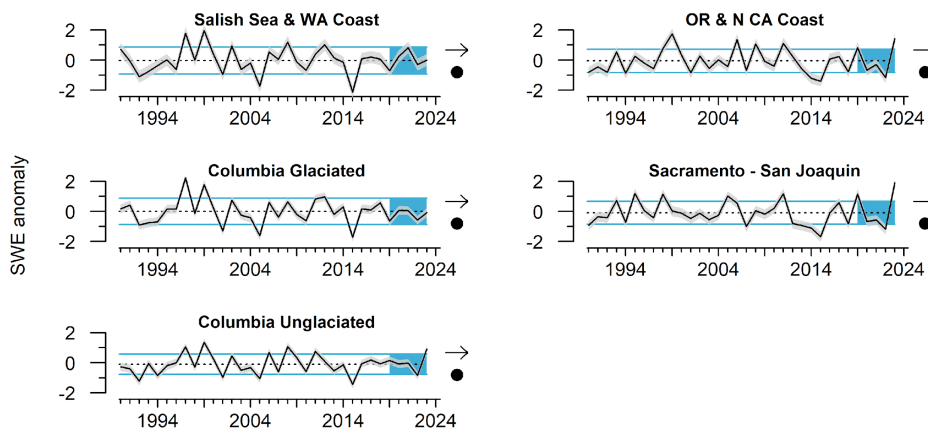 Salish Sea & WA Coast
2
0
-2
1994 2004 2014 2024
OR & N CA Coast
2
0
-2
1994 2004 2014 2024
SWE anomaly
Columbia Glaciated
2
0
-2
1994 2004 2014 2024
Sacramento - San Joaquin
2
0
-2
1994 2004 2014 2024
Columbia Unglaciated
2
0
-2
1994 2004 2014 2024